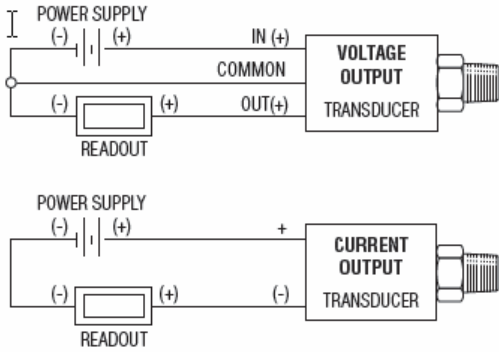 POWER SUPPLY
(-) (+) IN (+)
COMMON
(-) (+) OUT(+)
READOUT
VOLTAGE
OUTPUT
TRANSDUCER
POWER SUPPLY
(-) (+) +
(-) (+) (-)
READOUT
CURRENT
OUTPUT
TRANSDUCER